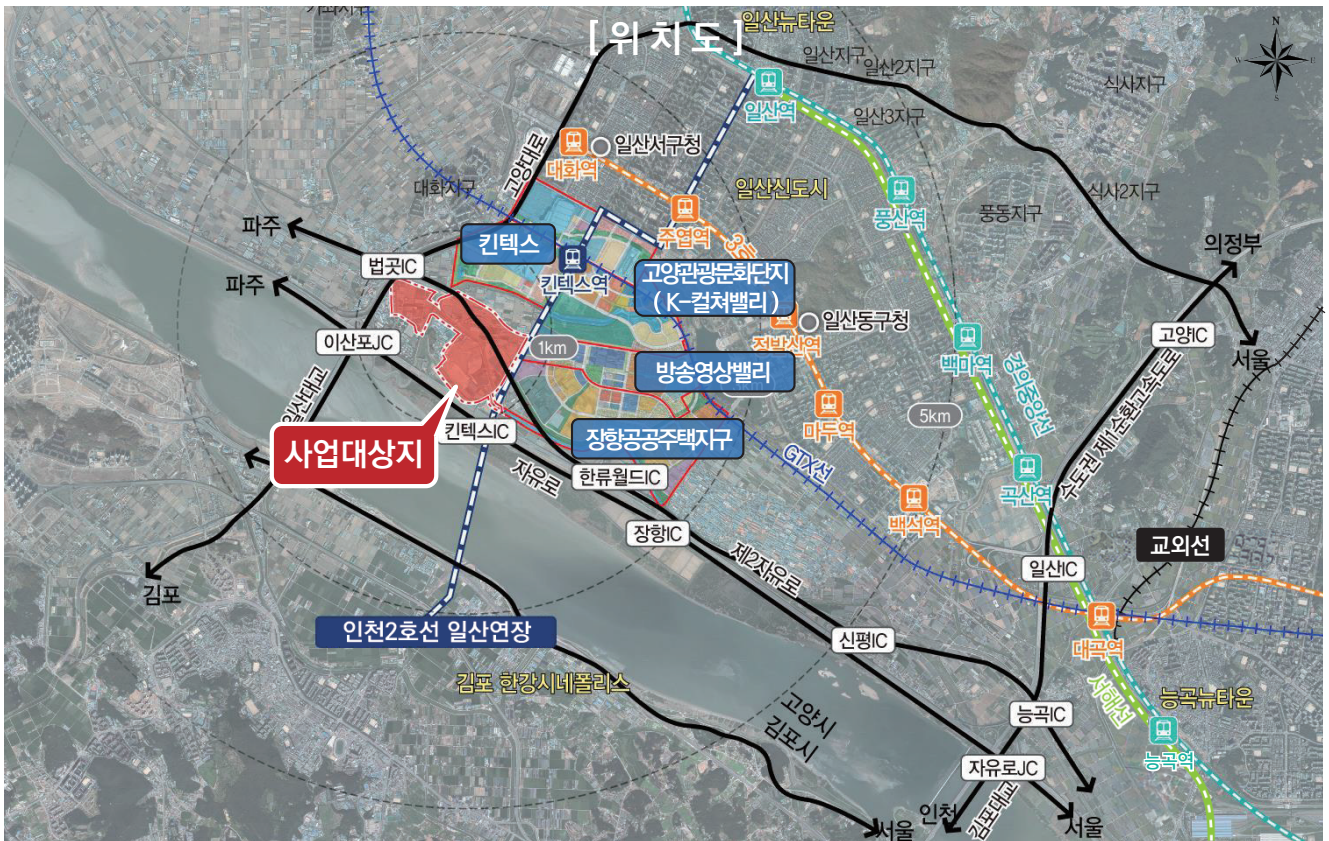 [ 위 치 도 ]
일산뉴타운
일산지구
일산2지구
식사지구
N
W
E
S
일산역
일산3지구
고양대로
대화역
일산서구청
대화지구
일산신도시
식사2지구
풍산역
풍동지구
주엽역
파주
킨텍스
의정부
법곳IC
킨텍스역
고양관광문화단지
( K-컬쳐밸리 )
파주
일산동구청
정발산역
고양IC
서울
이산포JC
1km
백마역
경의중앙선
수도권 제1순환고속도로
방송영상밸리
마두역
5km
일산대교
킨텍스IC
장항공공주택지구
사업대상지
GTX선
곡산역
자유로
한류월드IC
백석역
장항IC
교외선
제2자유로
일산IC
김포
인천2호선 일산연장
신평IC
대곡역
김포 한강시네폴리스
서해선
능곡뉴타운
고양시
김포시
능곡IC
능곡역
자유로JC
김포대교
서울
인천
서울